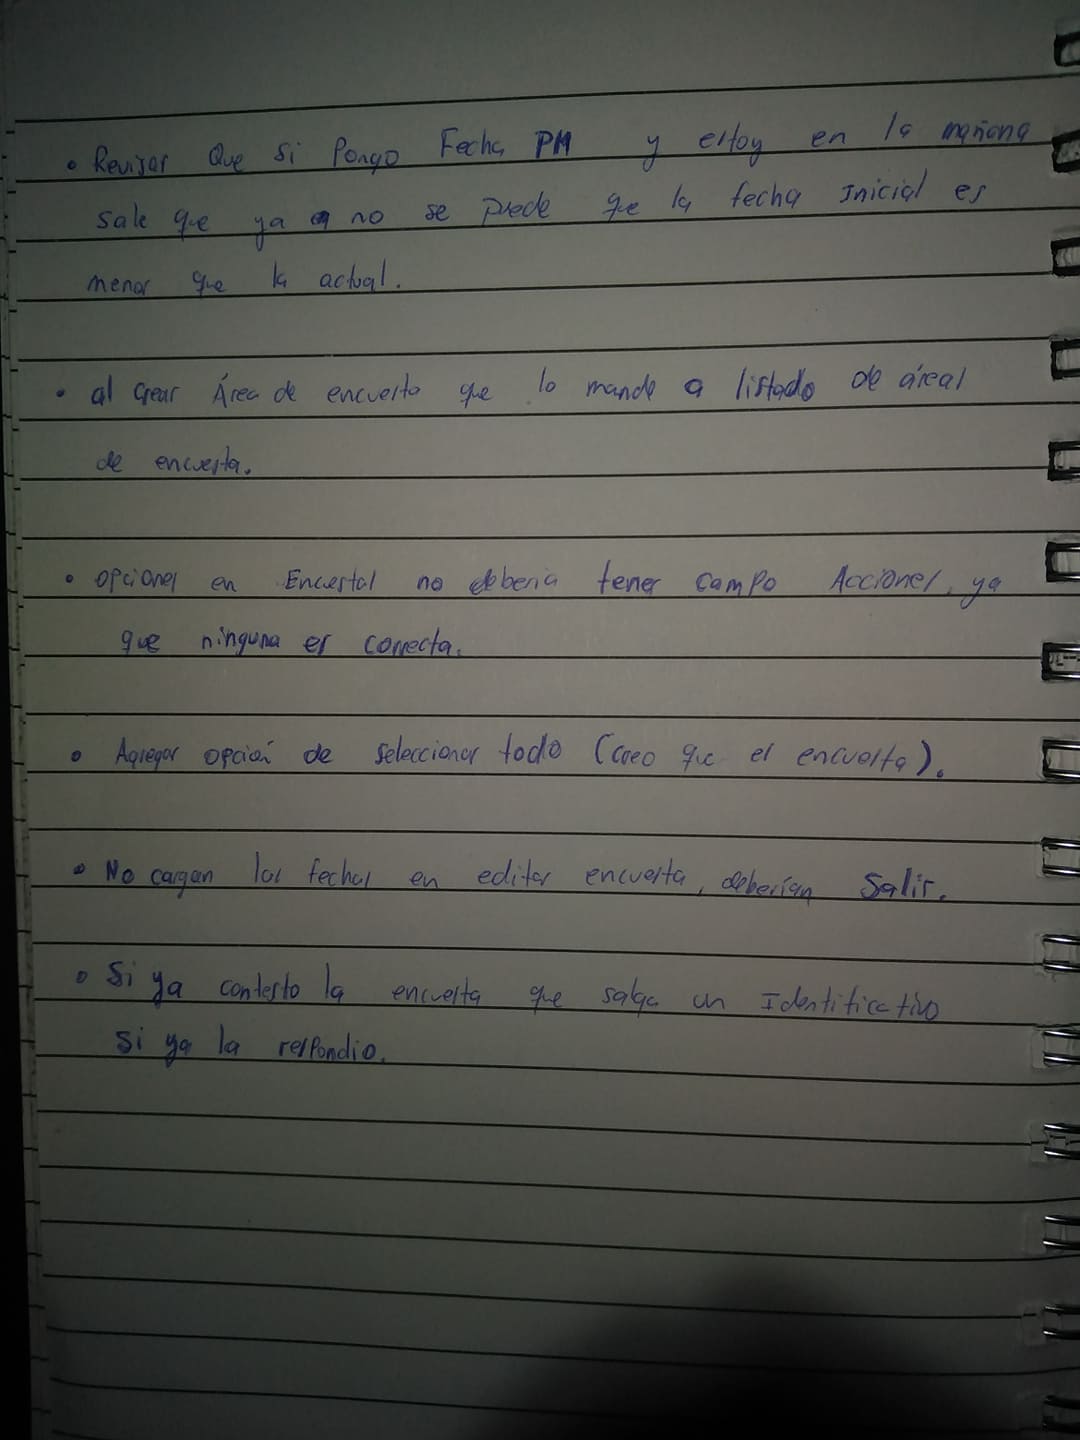 • Revisar Que si Pongo Fecha PM y estoy en la mañana
sale que ya no se puede que la fecha Inicial es
menor que la actual.
• al crear Área de encuesta que lo mande a listado de áreas
de encuesta.
• opciones en Encuestas no deberia tener campo Acciones, ya
que ninguna es correcta.
• Agregar opción de seleccionar todo (creo que el encuesta).
• No cargan las fechas en editar encuesta, deberían Salir.
• Si ya contesto la encuesta que salga un Identificativo
si ya la respondio.